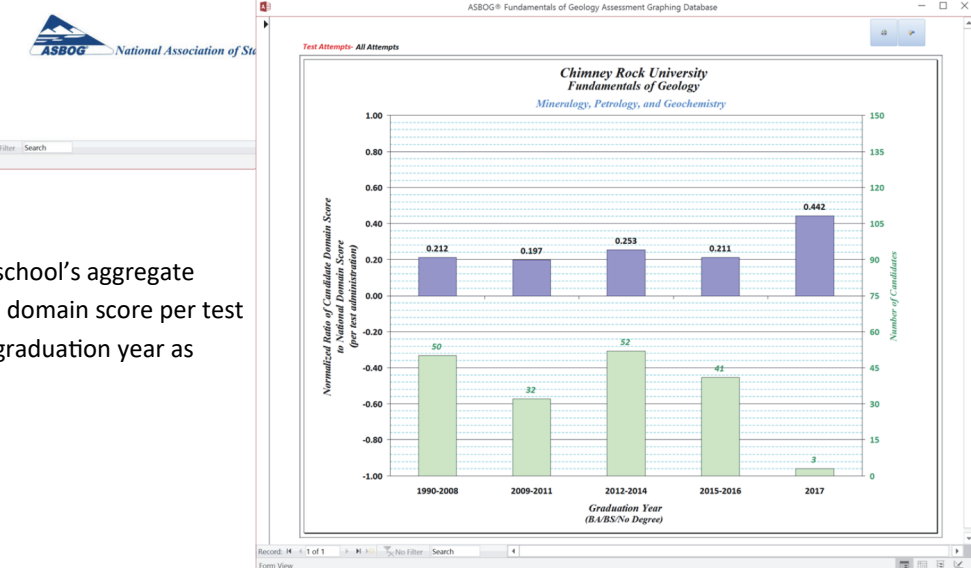 ASBOG® Fundamentals of Geology Assessment Graphing Database
ASBOG
National Association of
Filter Search
school's aggregate
domain score per test
graduation year as
Test Attempts- All Attempts
Chimney Rock University
Fundamentals of Geology
Mineralogy, Petrology, and Geochemistry
Normalized Ratio of Candidate Domain Score
to National Domain Score
(per test administration)
1.00
0.80
0.60
0.40
0.20
0.00
-0.20
-0.40
-0.60
-0.80
-1.00
0.212
0.197
0.253
0.211
0.442
50
32
52
41
3
150
135
120
105
90
75
60
45
30
15
0
Number of Candidates
1990-2008 2009-2011 2012-2014 2015-2016 2017
Graduation Year
(BA/BS/No Degree)
Record: 1 of 1 No Filter Search
Form View